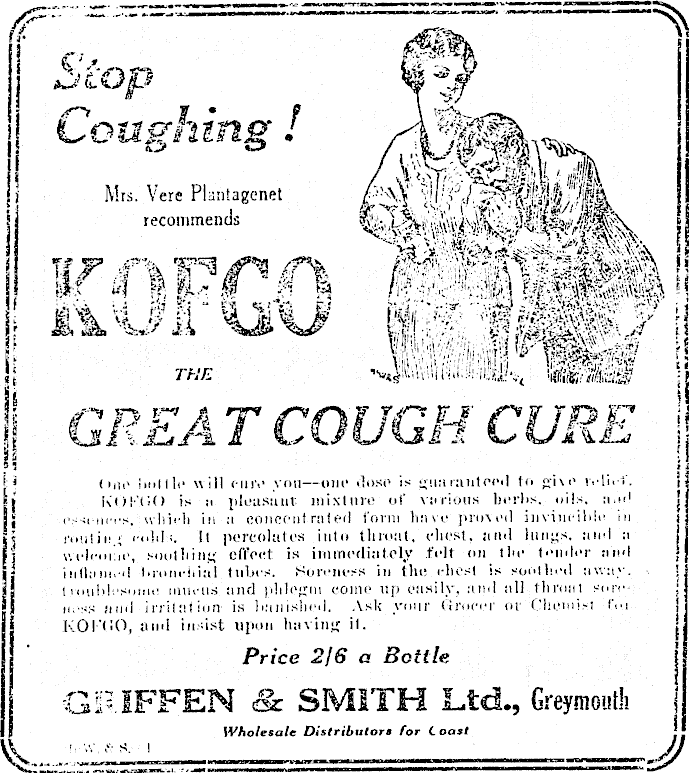 Stop
Coughing!
Mrs. Vere Plantagenet
recommends
KOFGO
THE
GREAT COUGH CURE
One bottle will cure you--one dose is guaranteed to give relief.
KOFGO is a pleasant mixture of various herbs, oils, and
essences, which in a concentrated form have proved invincible in
routing colds. It percolates into throat, chest, and lungs, and a
welcome, soothing effect is immediately felt on the tender and
inflamed bronchial tubes. Soreness in the chest is soothed away,
troublesome mucus and phlegm come up easily, and all throat sore-
ness and irritation is banished. Ask your Grocer or Chemist for
KOFGO, and insist upon having it.
Price 2/6 a Bottle
GRIFFEN & SMITH Ltd., Greymouth
Wholesale Distributors for Coast